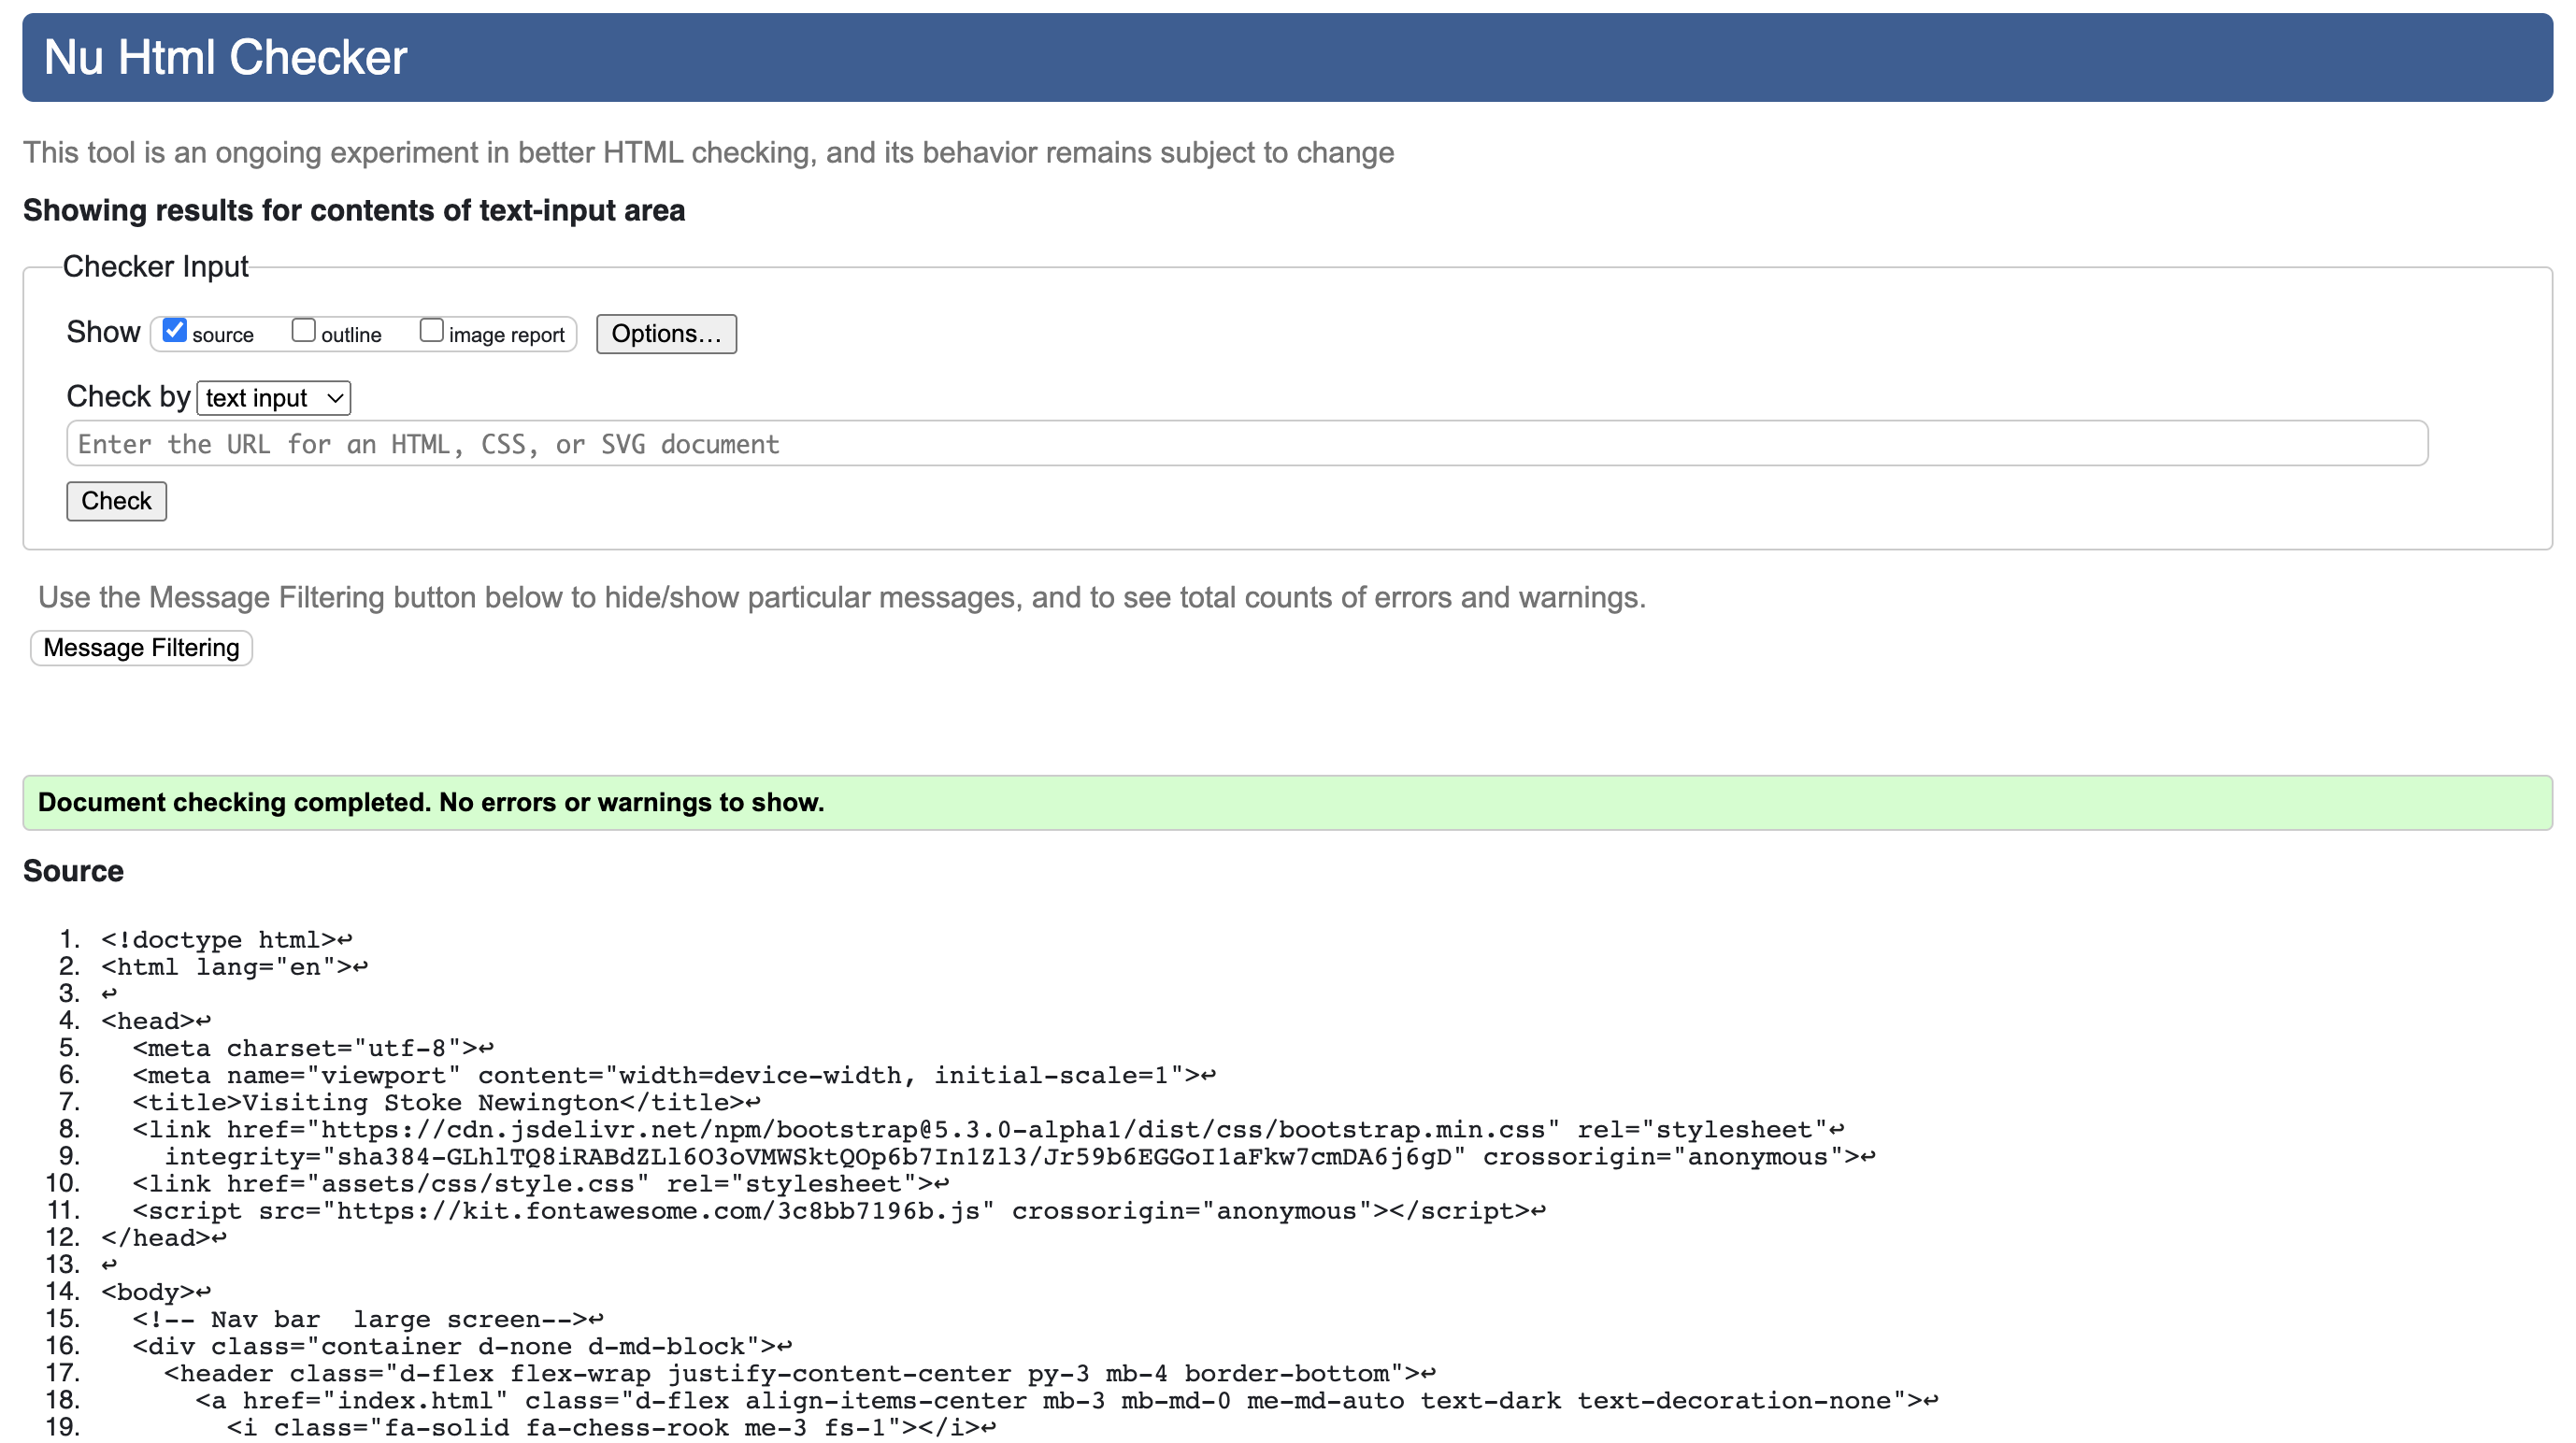 Nu Html Checker
This tool is an ongoing experiment in better HTML checking, and its behavior remains subject to change
Showing results for contents of text-input area
Checker Input
Show source outline image report Options...
Check by text input
Enter the URL for an HTML, CSS, or SVG document
Check
Use the Message Filtering button below to hide/show particular messages, and to see total counts of errors and warnings.
Message Filtering
Document checking completed. No errors or warnings to show.
Source
1. <!doctype html>↩
2. <html lang="en">↩
3. ↩
4. <head>↩
5.   <meta charset="utf-8">↩
6.   <meta name="viewport" content="width=device-width, initial-scale=1">↩
7.   <title>Visiting Stoke Newington</title>↩
8.   <link href="https://cdn.jsdelivr.net/npm/bootstrap@5.3.0-alpha1/dist/css/bootstrap.min.css" rel="stylesheet"↩
9.     integrity="sha384-GLhlTQ8iRABdZLl6O3oVMWSktQOp6b7In1Zl3/Jr59b6EGGoI1aFkw7cmDA6j6gD" crossorigin="anonymous">↩
10.   <link href="assets/css/style.css" rel="stylesheet">↩
11.   <script src="https://kit.fontawesome.com/3c8bb7196b.js" crossorigin="anonymous"></script>↩
12. </head>↩
13. ↩
14. <body>↩
15.   <!-- Nav bar  large screen-->↩
16.   <div class="container d-none d-md-block">↩
17.     <header class="d-flex flex-wrap justify-content-center py-3 mb-4 border-bottom">↩
18.       <a href="index.html" class="d-flex align-items-center mb-3 mb-md-0 me-md-auto text-dark text-decoration-none">↩
19.         <i class="fa-solid fa-chess-rook me-3 fs-1"></i>↩